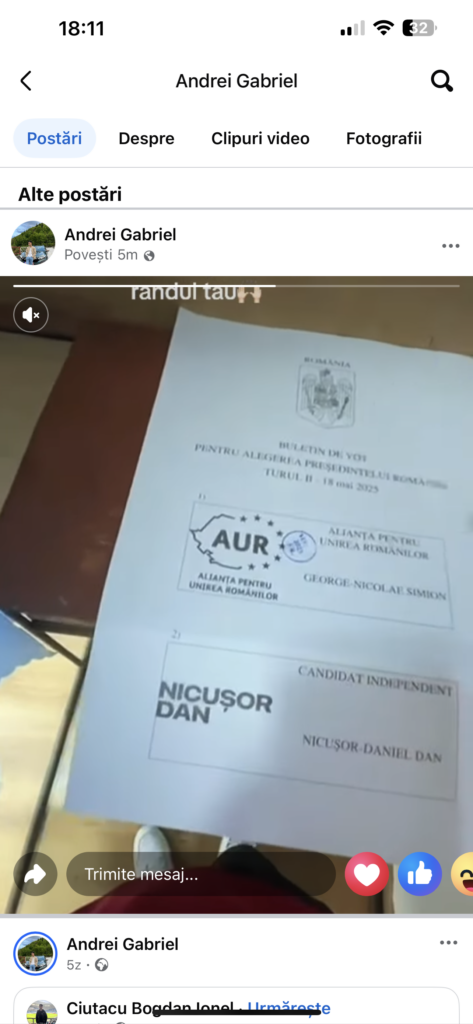 18:11
32
Andrei Gabriel
Postări
Despre
Clipuri video
Fotografii
Alte postări
Andrei Gabriel
Povești 5m
randul tau🙌🏻
ROMÂNIA
BULETIN DE VOT
PENTRU ALEGEREA PREȘEDINTELUI
TURUL II - 18 mai 2025
1)
AUR
ALIANȚA PENTRU
UNIREA ROMÂNILOR
ALIANȚA PENTRU
UNIREA ROMÂNILOR
GEORGE-NICOLAE SIMION
2)
NICUȘOR
DAN
CANDIDAT INDEPENDENT
NICUȘOR-DANIEL DAN
Trimite mesaj...
Andrei Gabriel
5z
Ciutacu Bogdan Ionel · Urmărește